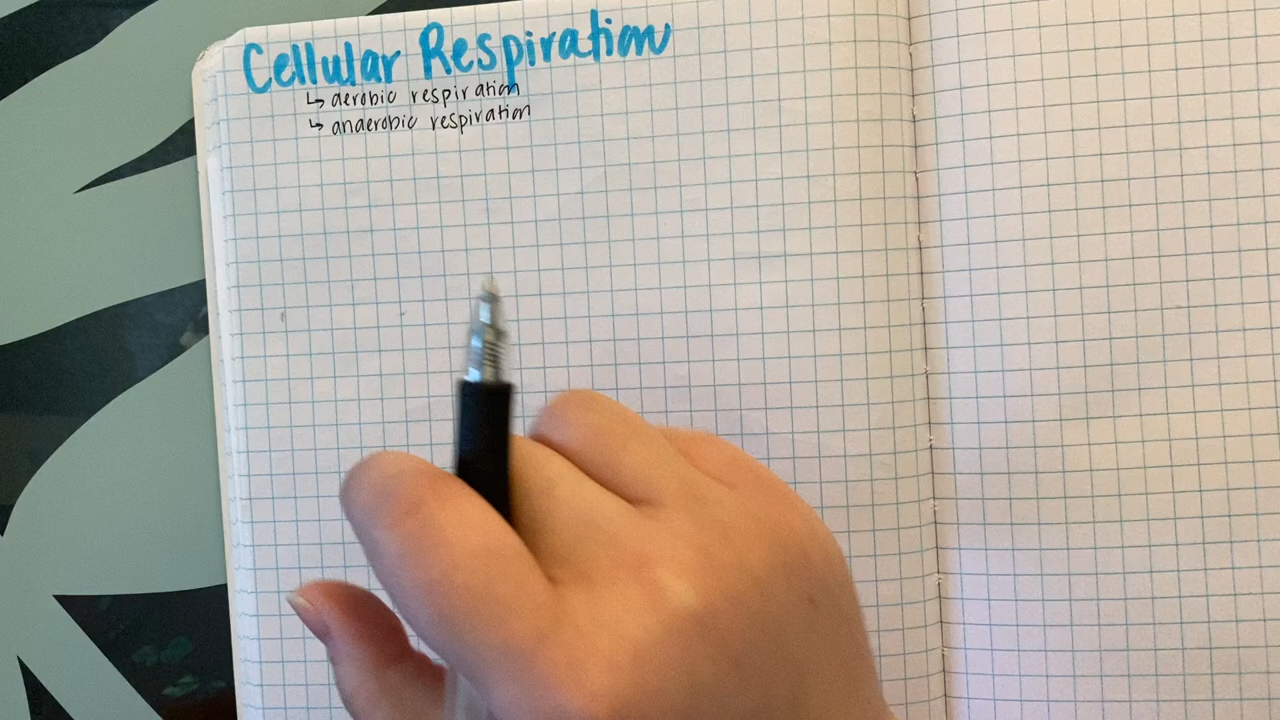 Cellular Respiration
↳ aerobic respiration
↳ anaerobic respiration